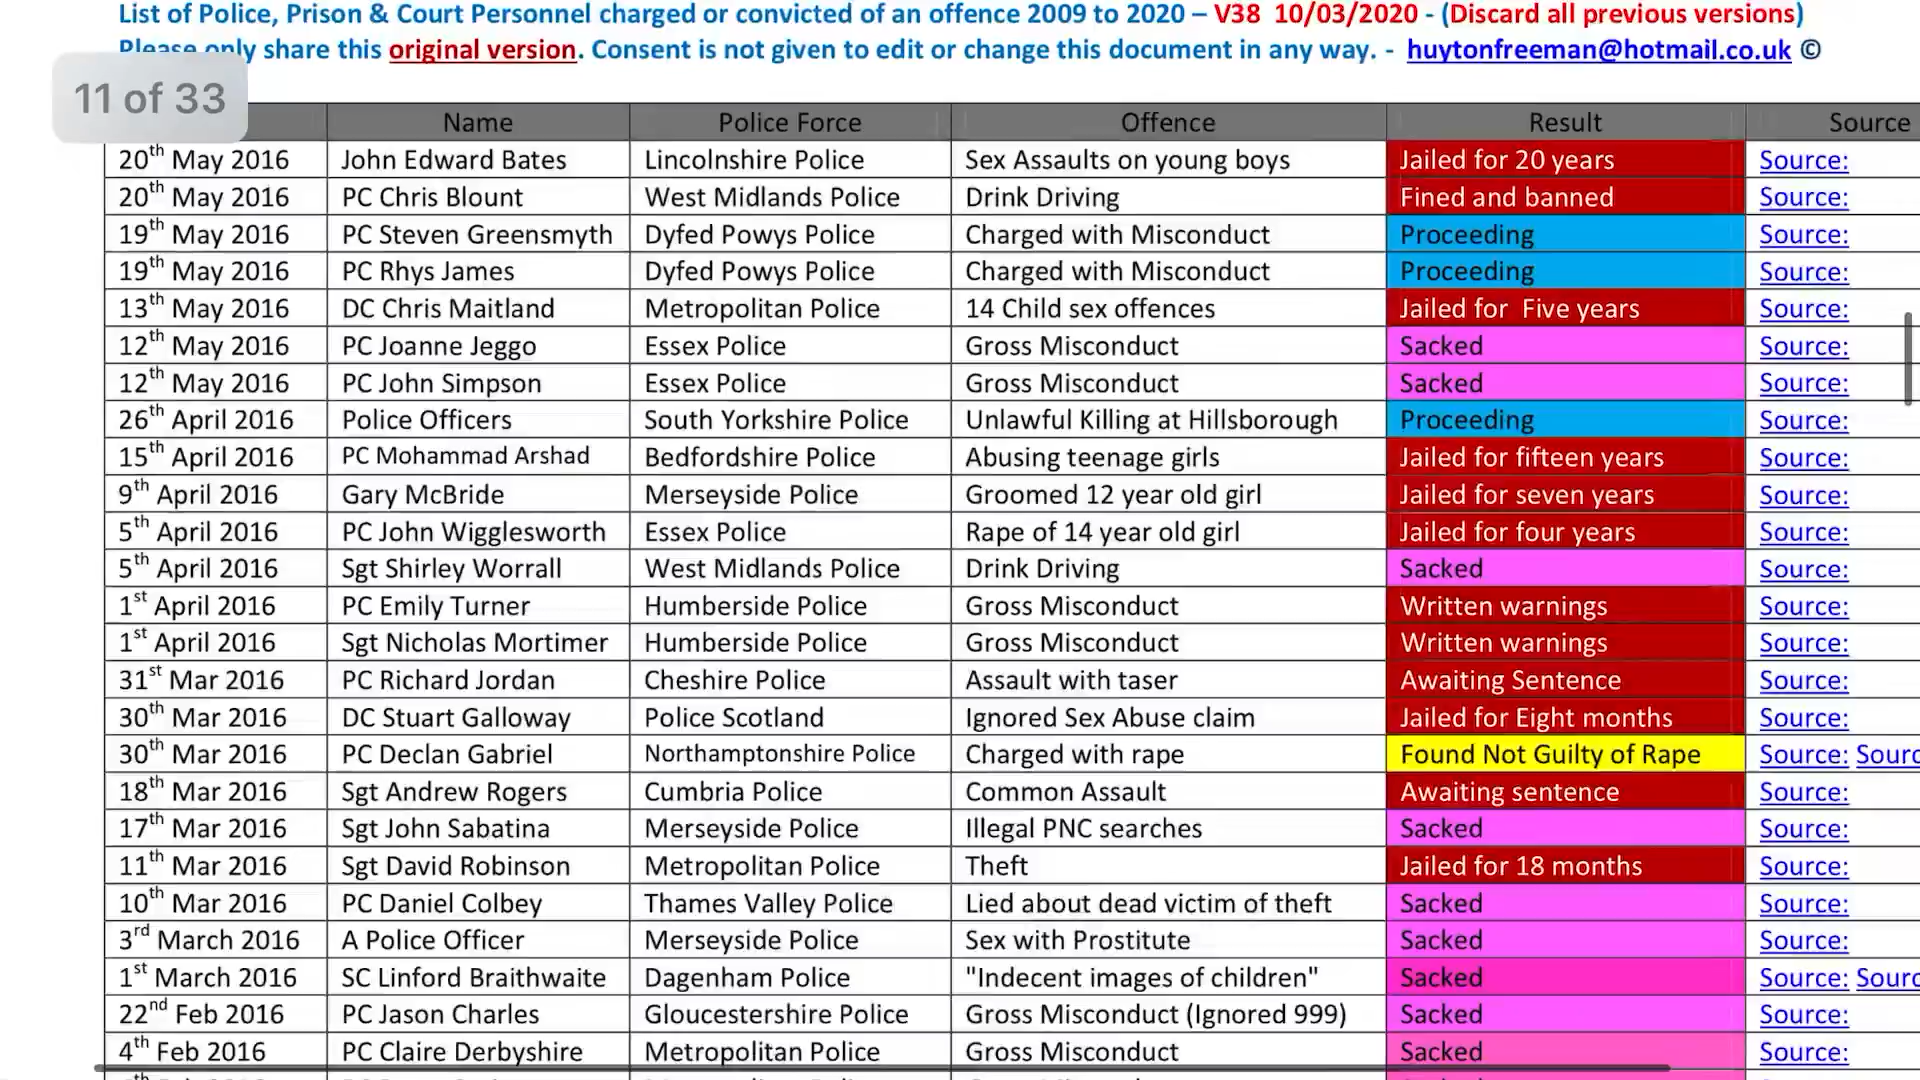 List of Police, Prison & Court Personnel charged or convicted of an offence 2009 to 2020 – V38 10/03/2020 - (Discard all previous versions)
Please only share this original version. Consent is not given to edit or change this document in any way. - huytonfreeman@hotmail.co.uk ©
11 of 33
Name Police Force Offence Result Source
20th May 2016 John Edward Bates Lincolnshire Police Sex Assaults on young boys Jailed for 20 years Source:
20th May 2016 PC Chris Blount West Midlands Police Drink Driving Fined and banned Source:
19th May 2016 PC Steven Greensmyth Dyfed Powys Police Charged with Misconduct Proceeding Source:
19th May 2016 PC Rhys James Dyfed Powys Police Charged with Misconduct Proceeding Source:
13th May 2016 DC Chris Maitland Metropolitan Police 14 Child sex offences Jailed for Five years Source:
12th May 2016 PC Joanne Jeggo Essex Police Gross Misconduct Sacked Source:
12th May 2016 PC John Simpson Essex Police Gross Misconduct Sacked Source:
26th April 2016 Police Officers South Yorkshire Police Unlawful Killing at Hillsborough Proceeding Source:
15th April 2016 PC Mohammad Arshad Bedfordshire Police Abusing teenage girls Jailed for fifteen years Source:
9th April 2016 Gary McBride Merseyside Police Groomed 12 year old girl Jailed for seven years Source:
5th April 2016 PC John Wigglesworth Essex Police Rape of 14 year old girl Jailed for four years Source:
5th April 2016 Sgt Shirley Worrall West Midlands Police Drink Driving Sacked Source:
1st April 2016 PC Emily Turner Humberside Police Gross Misconduct Written warnings Source:
1st April 2016 Sgt Nicholas Mortimer Humberside Police Gross Misconduct Written warnings Source:
31st Mar 2016 PC Richard Jordan Cheshire Police Assault with taser Awaiting Sentence Source:
30th Mar 2016 DC Stuart Galloway Police Scotland Ignored Sex Abuse claim Jailed for Eight months Source:
30th Mar 2016 PC Declan Gabriel Northamptonshire Police Charged with rape Found Not Guilty of Rape Source: Sourc
18th Mar 2016 Sgt Andrew Rogers Cumbria Police Common Assault Awaiting sentence Source:
17th Mar 2016 Sgt John Sabatina Merseyside Police Illegal PNC searches Sacked Source:
11th Mar 2016 Sgt David Robinson Metropolitan Police Theft Jailed for 18 months Source:
10th Mar 2016 PC Daniel Colbey Thames Valley Police Lied about dead victim of theft Sacked Source:
3rd March 2016 A Police Officer Merseyside Police Sex with Prostitute Sacked Source:
1st March 2016 SC Linford Braithwaite Dagenham Police "Indecent images of children" Sacked Source: Sourc
22nd Feb 2016 PC Jason Charles Gloucestershire Police Gross Misconduct (Ignored 999) Sacked Source:
4th Feb 2016 PC Claire Derbyshire Metropolitan Police Gross Misconduct Sacked Source: